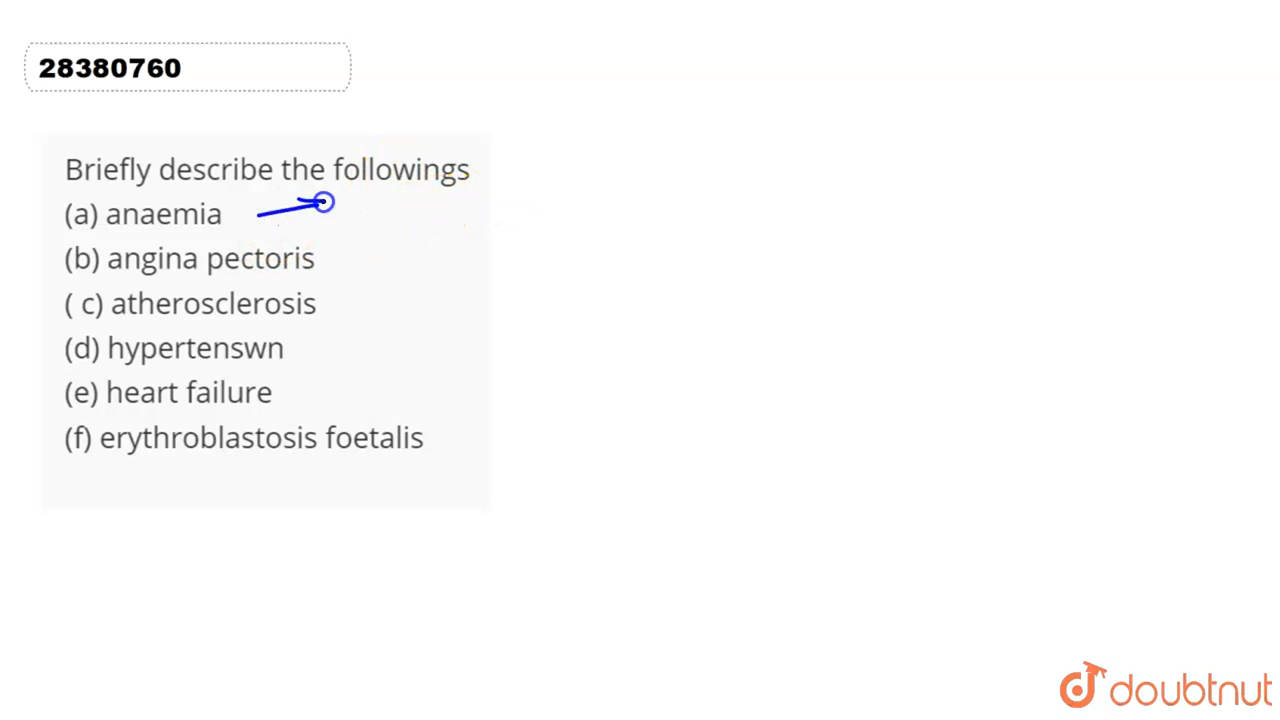 28380760
Briefly describe the followings
(a) anaemia
(b) angina pectoris
( c) atherosclerosis
(d) hypertenswn
(e) heart failure
(f) erythroblastosis foetalis
doubtnut